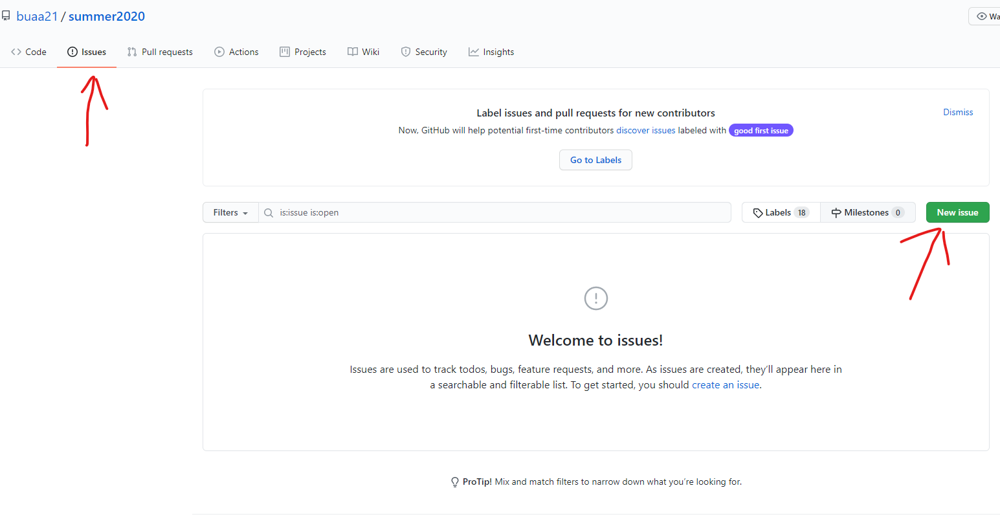 buaa21 / summer2020
Wa
Code Issues Pull requests Actions Projects Wiki Security Insights
Label issues and pull requests for new contributors
Dismiss
Now, GitHub will help potential first-time contributors discover issues labeled with good first issue
Go to Labels
Filters is:issue is:open Labels 18 Milestones 0 New issue
Welcome to issues!
Issues are used to track todos, bugs, feature requests, and more. As issues are created, they’ll appear here in
a searchable and filterable list. To get started, you should create an issue.
ProTip! Mix and match filters to narrow down what you’re looking for.